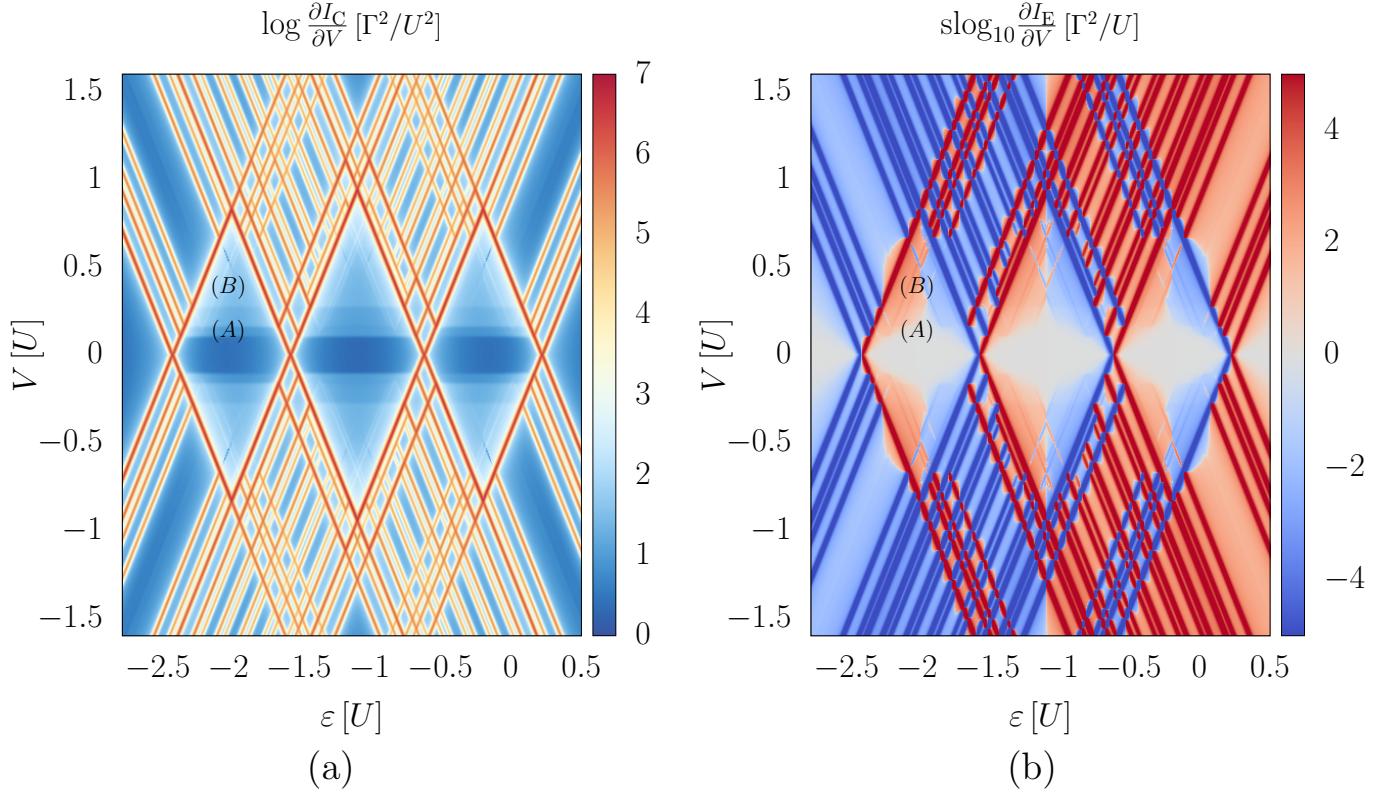 log ∂I_C/∂V [Γ²/U²]
7
6
5
4
3
2
1
0
1.5
1
0.5
0
−0.5
−1
−1.5
V [U]
(B)
(A)
−2.5 −2 −1.5 −1 −0.5 0 0.5
ε [U]
(a)
slog₁₀ ∂I_E/∂V [Γ²/U]
4
2
0
−2
−4
1.5
1
0.5
0
−0.5
−1
−1.5
V [U]
(B)
(A)
−2.5 −2 −1.5 −1 −0.5 0 0.5
ε [U]
(b)